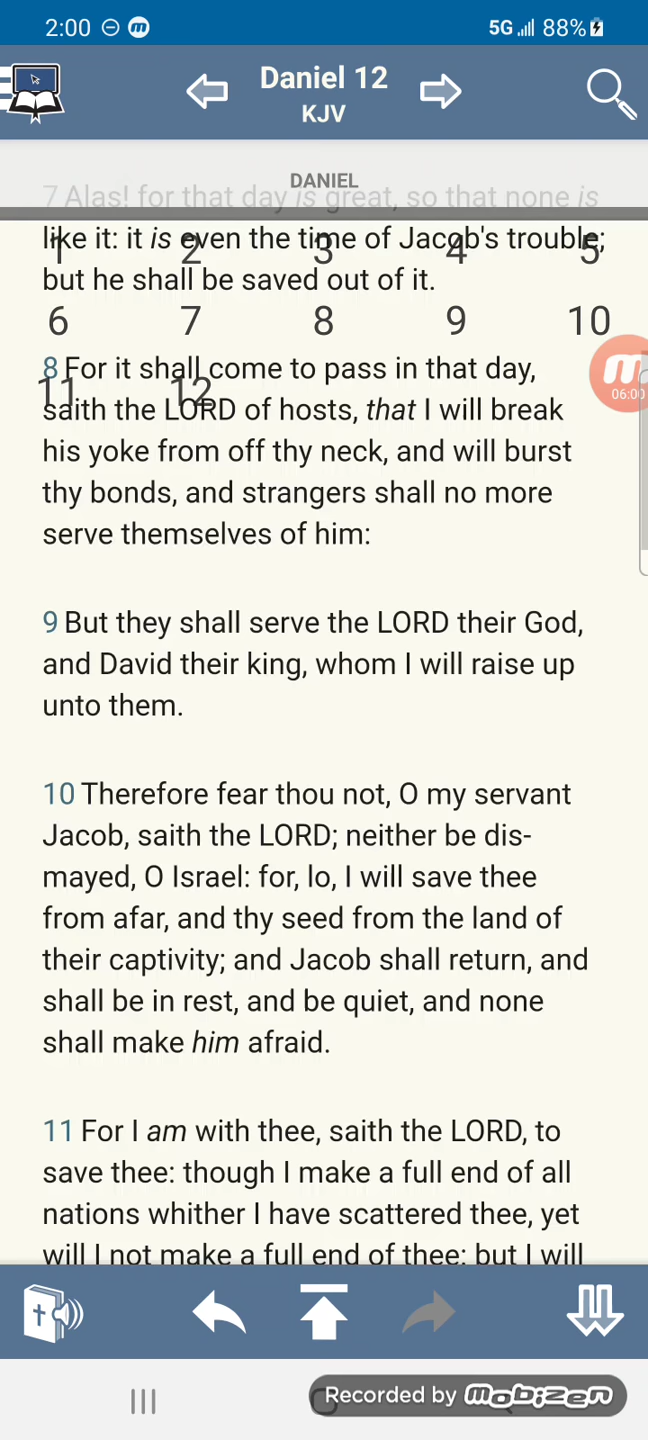 2:00
5G 88%
Daniel 12
KJV
DANIEL
7 Alas! for that day is great, so that none is
like it: it is even the time of Jacob's trouble;
1 2 3 4 5
but he shall be saved out of it.
6 7 8 9 10
8 For it shall come to pass in that day,
11 12
06:00
saith the LORD of hosts, that I will break
his yoke from off thy neck, and will burst
thy bonds, and strangers shall no more
serve themselves of him:
9 But they shall serve the LORD their God,
and David their king, whom I will raise up
unto them.
10 Therefore fear thou not, O my servant
Jacob, saith the LORD; neither be dis-
mayed, O Israel: for, lo, I will save thee
from afar, and thy seed from the land of
their captivity; and Jacob shall return, and
shall be in rest, and be quiet, and none
shall make him afraid.
11 For I am with thee, saith the LORD, to
save thee: though I make a full end of all
nations whither I have scattered thee, yet
will I not make a full end of thee: but I will
Recorded by mobizen